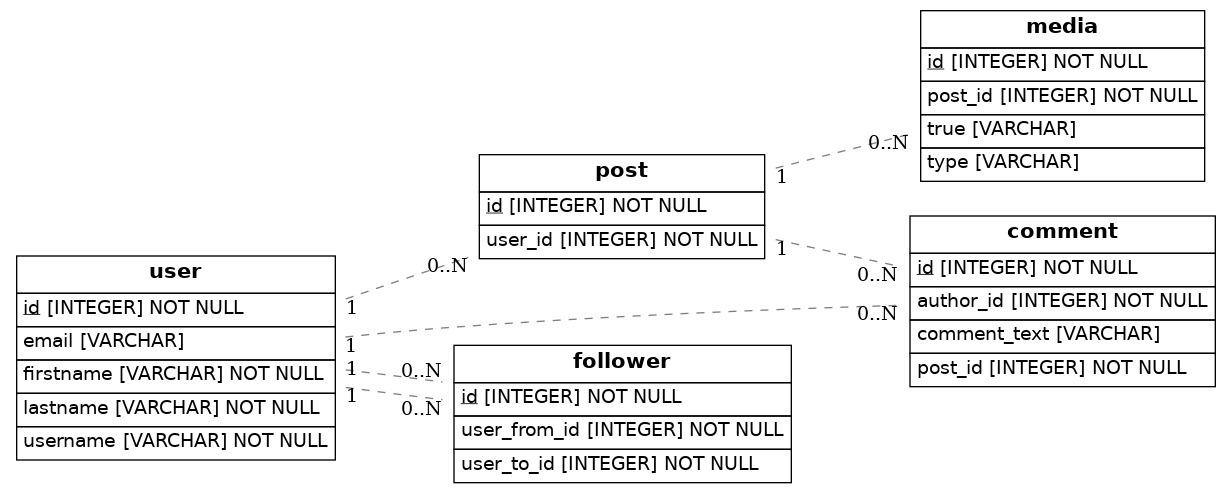 media
id [INTEGER] NOT NULL
post_id [INTEGER] NOT NULL
true [VARCHAR]
type [VARCHAR]
0..N
1
post
id [INTEGER] NOT NULL
user_id [INTEGER] NOT NULL
1
0..N
comment
id [INTEGER] NOT NULL
author_id [INTEGER] NOT NULL
comment_text [VARCHAR]
post_id [INTEGER] NOT NULL
0..N
0..N
1
user
id [INTEGER] NOT NULL
email [VARCHAR]
firstname [VARCHAR] NOT NULL
lastname [VARCHAR] NOT NULL
username [VARCHAR] NOT NULL
1
1
1
0..N
0..N
follower
id [INTEGER] NOT NULL
user_from_id [INTEGER] NOT NULL
user_to_id [INTEGER] NOT NULL